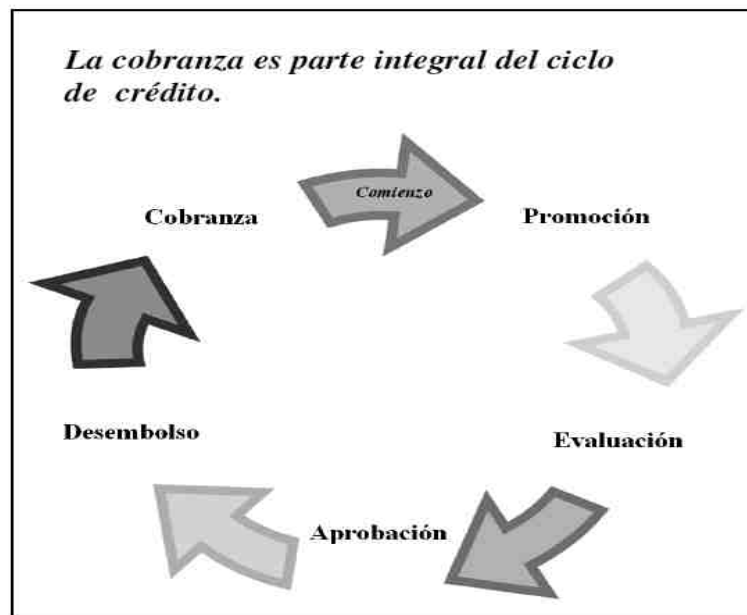 La cobranza es parte integral del ciclo
de crédito.
Comienzo
Cobranza
Promoción
Desembolso
Evaluación
Aprobación